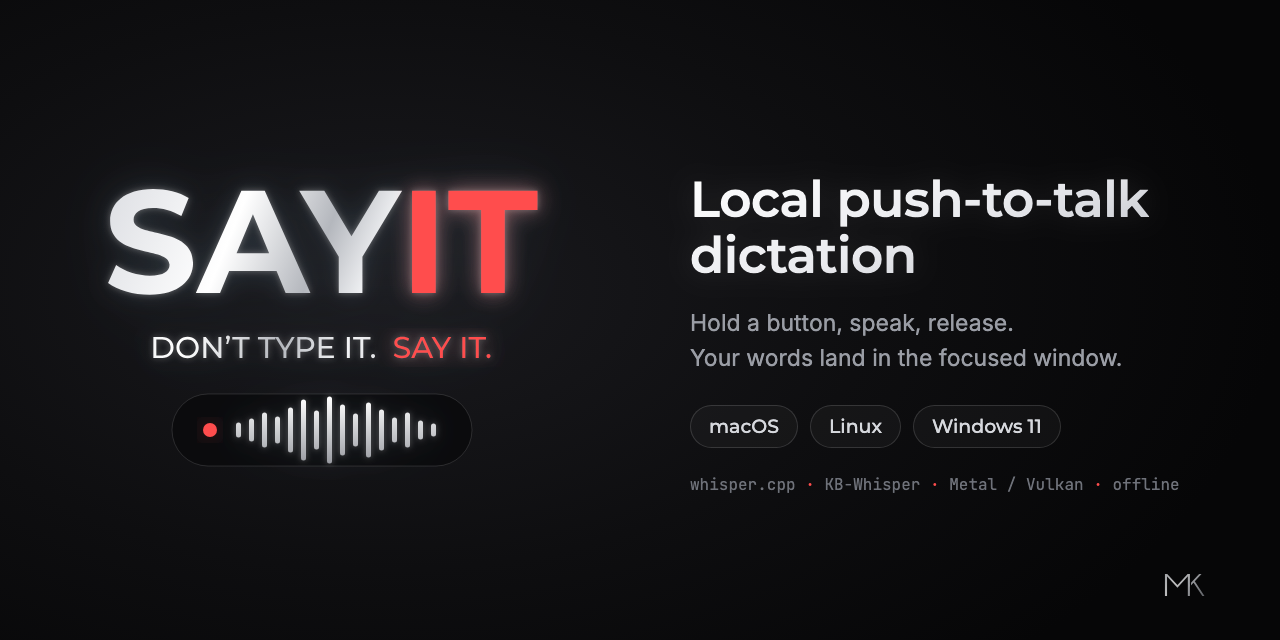 SAYIT
DON’T TYPE IT. SAY IT.
Local push-to-talk
dictation
Hold a button, speak, release.
Your words land in the focused window.
macOS Linux Windows 11
whisper.cpp · KB-Whisper · Metal / Vulkan · offline
MK